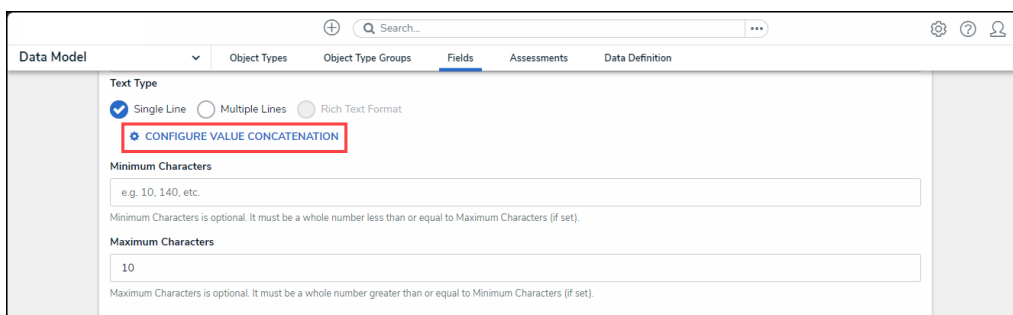 Search...
Data Model
Object Types Object Type Groups Fields Assessments Data Definition
Text Type
Single Line Multiple Lines Rich Text Format
CONFIGURE VALUE CONCATENATION
Minimum Characters
e.g. 10, 140, etc.
Minimum Characters is optional. It must be a whole number less than or equal to Maximum Characters (if set).
Maximum Characters
10
Maximum Characters is optional. It must be a whole number greater than or equal to Minimum Characters (if set).